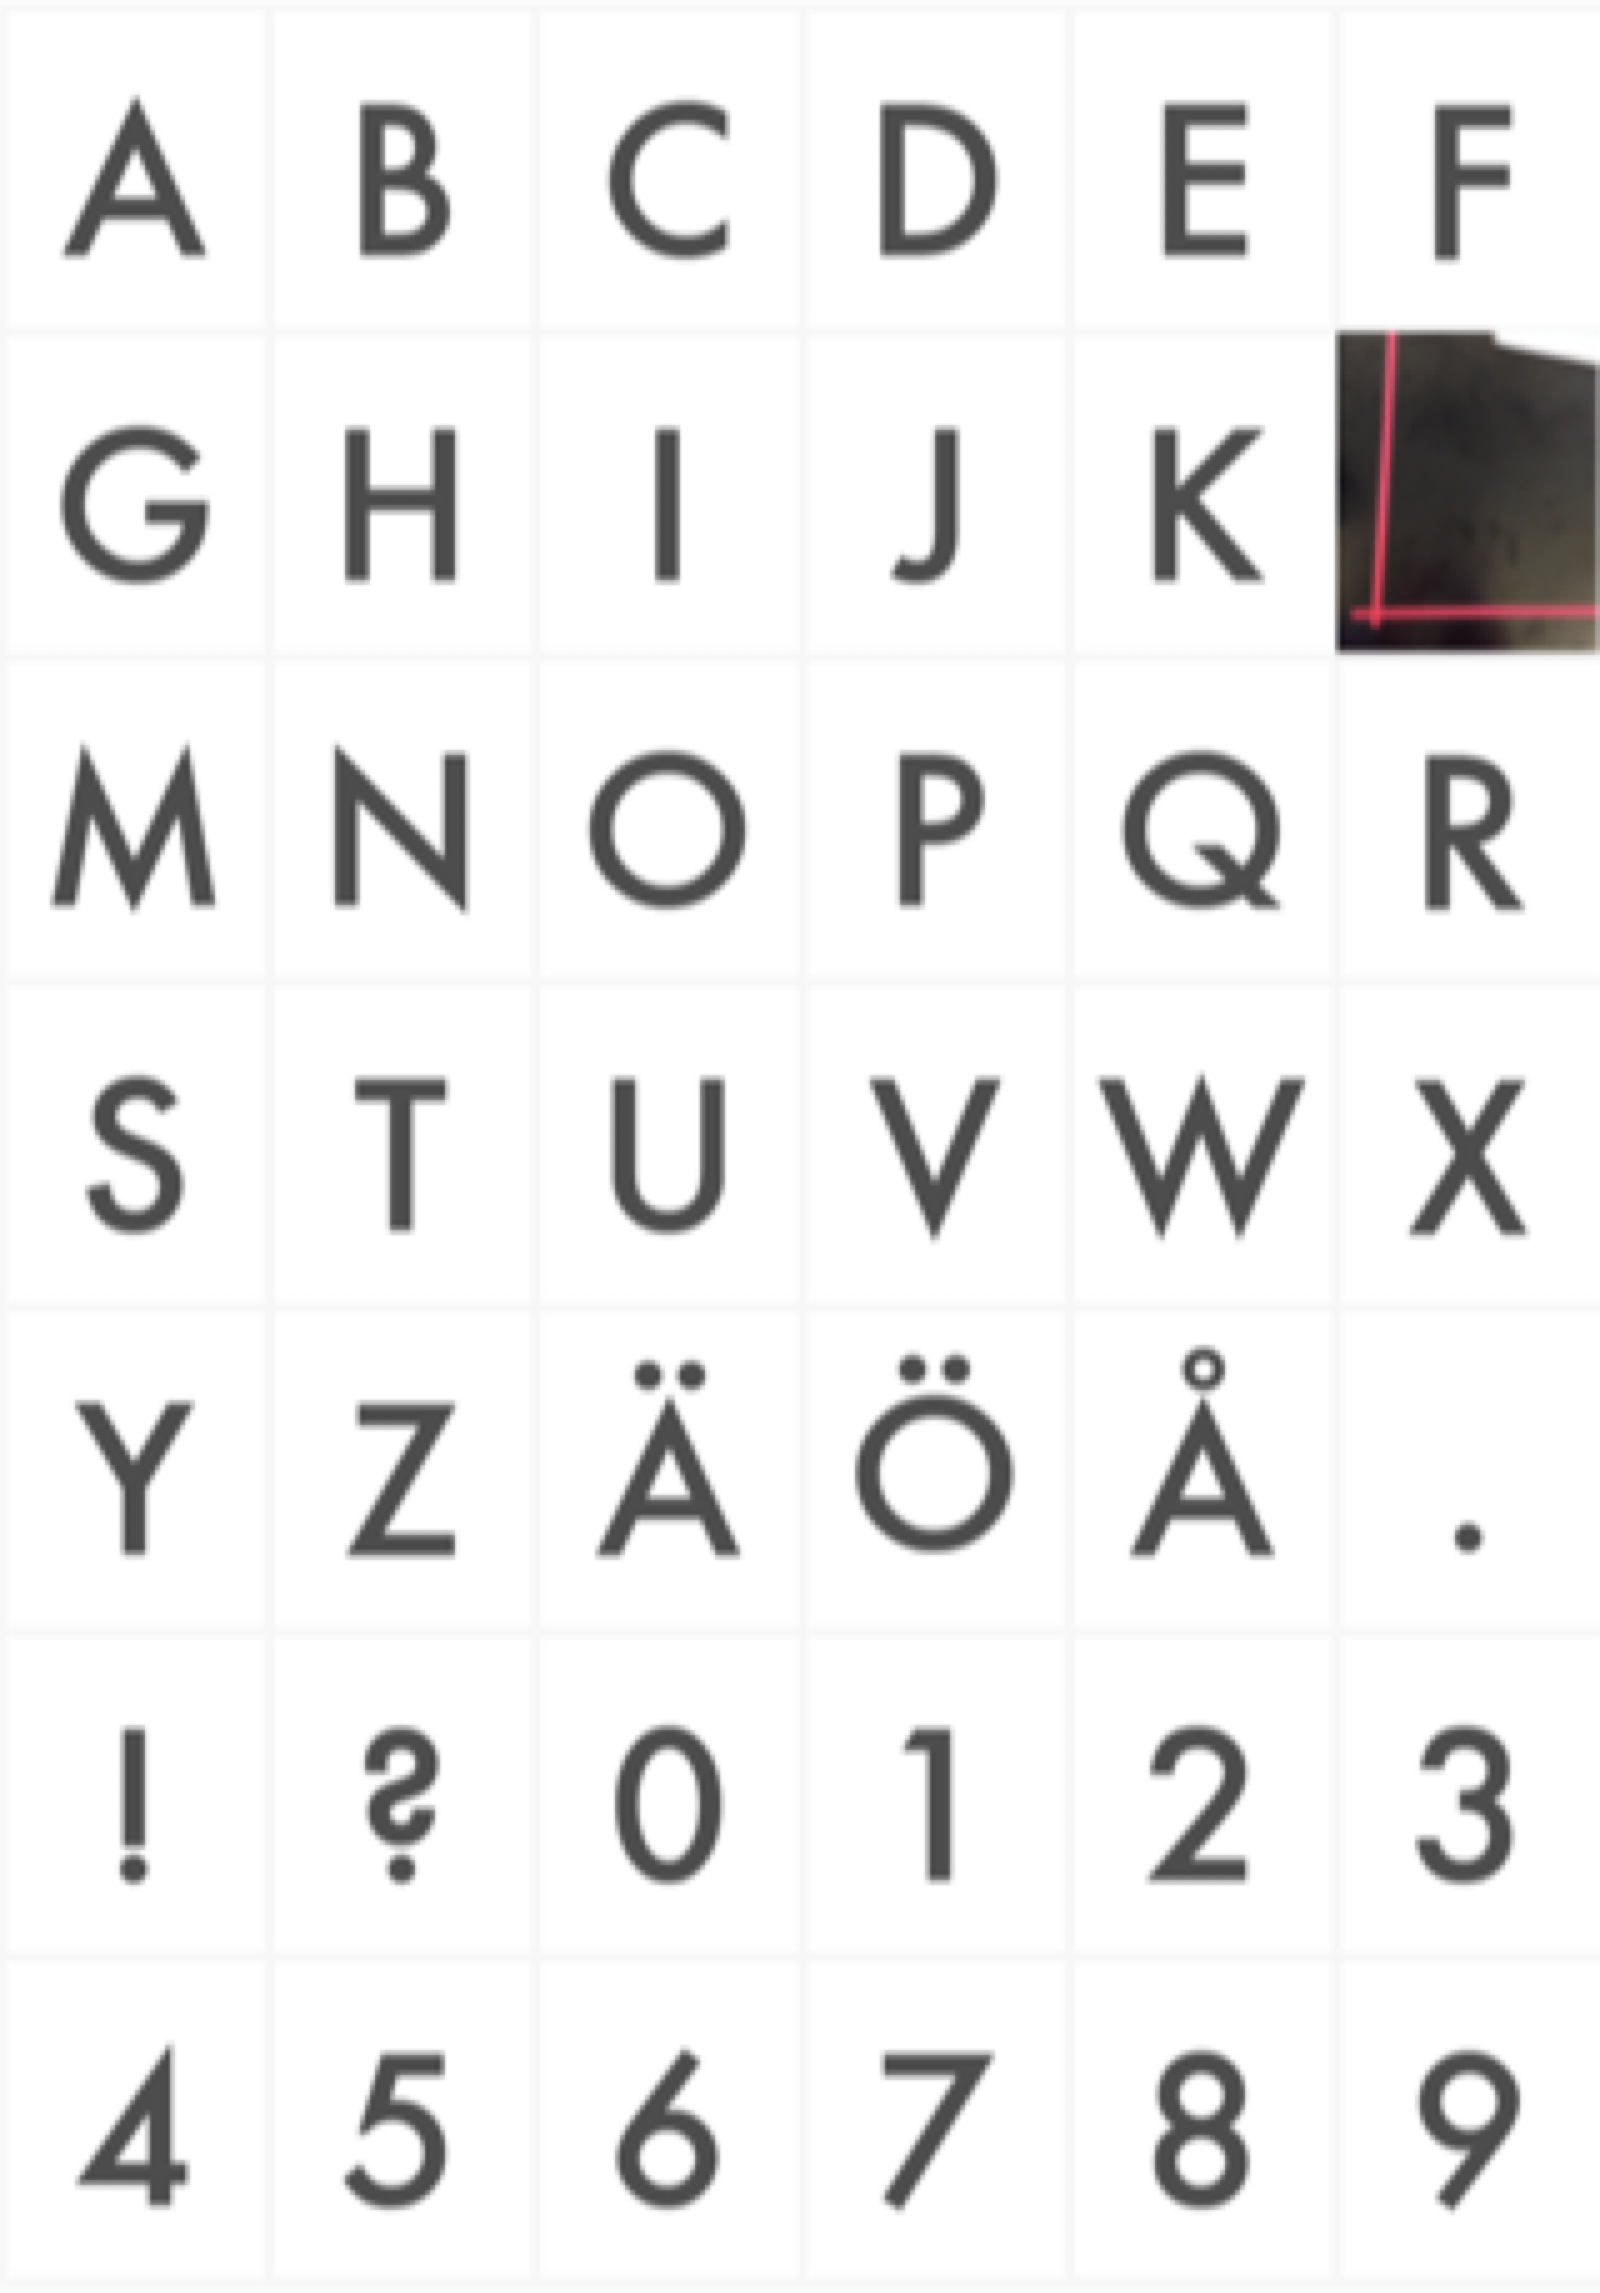 A B C D E F
G H I J K L
M N O P Q R
S T U V W X
Y Z Ä Ö Å .
! ? 0 1 2 3
4 5 6 7 8 9